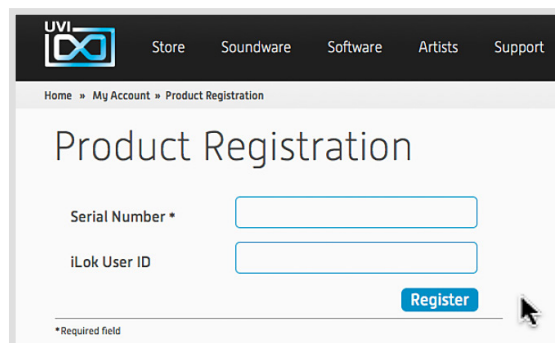 UVI
Store Soundware Software Artists Support
Home » My Account » Product Registration
Product Registration
Serial Number *
iLok User ID
Register
*Required field